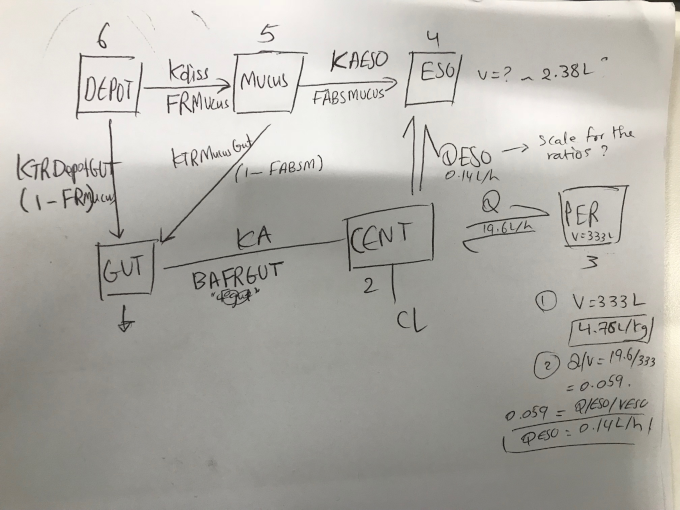 6
5
4
DEPOT
Kdiss
FRMucus
MUCUS
KAESO
FABSMUCUS
ESO
V=? ~ 2.38L ?
KTRDepotGUT
(1-FRMucus)
KTRMucusGut
(1-FABSM)
QESO → Scale for the
0.14L/h ratios ?
GUT
KA
BAFRGUT
CENT
2
CL
Q
19.6L/h
PER
V=333L
3
① V=333L
4.76L/kg
② Q/V=19.6/333
= 0.059.
0.059 = Q/ESO/VESO
QESO = 0.14L/h